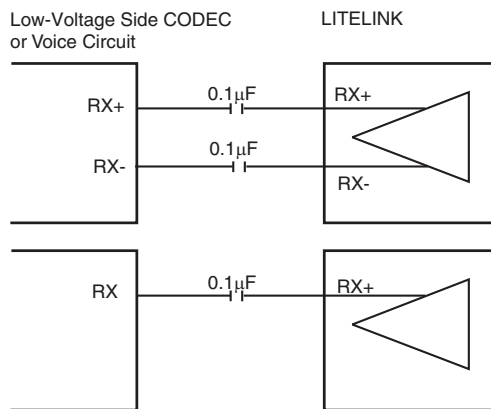 Low-Voltage Side CODEC
or Voice Circuit
LITELINK
RX+
0.1μF
RX+
RX-
0.1μF
RX-
RX
0.1μF
RX+